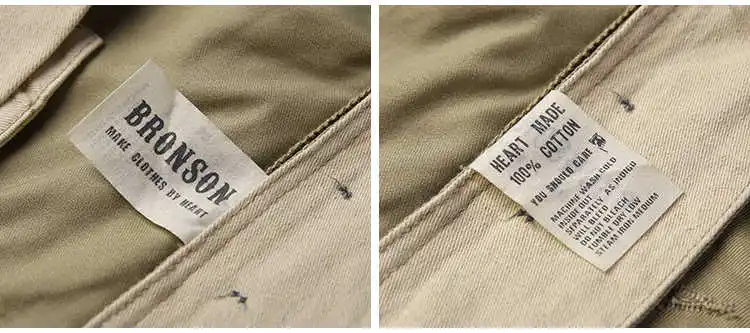 BRONSON
MAKE CLOTHES BY HEART
HEART MADE
100% COTTON
YOU SHOULD CARE
MACHINE WASH COLD
INSIDE OUT
SEPARATELY AS INDIGO
WILL BLEED
DO NOT BLEACH
TUMBLE DRY LOW
STEAM IRON MEDIUM